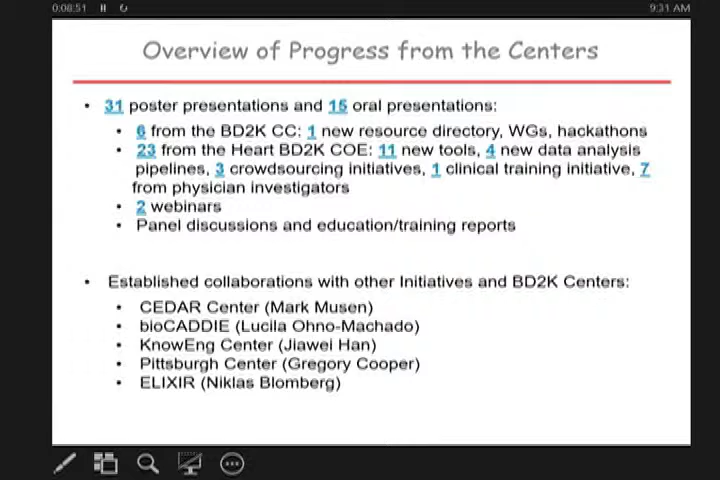 0:08:51
9:31 AM
Overview of Progress from the Centers
• 31 poster presentations and 15 oral presentations:
• 6 from the BD2K CC: 1 new resource directory, WGs, hackathons
• 23 from the Heart BD2K COE: 11 new tools, 4 new data analysis
pipelines, 3 crowdsourcing initiatives, 1 clinical training initiative, 7
from physician investigators
• 2 webinars
• Panel discussions and education/training reports
• Established collaborations with other Initiatives and BD2K Centers:
• CEDAR Center (Mark Musen)
• bioCADDIE (Lucila Ohno-Machado)
• KnowEng Center (Jiawei Han)
• Pittsburgh Center (Gregory Cooper)
• ELIXIR (Niklas Blomberg)